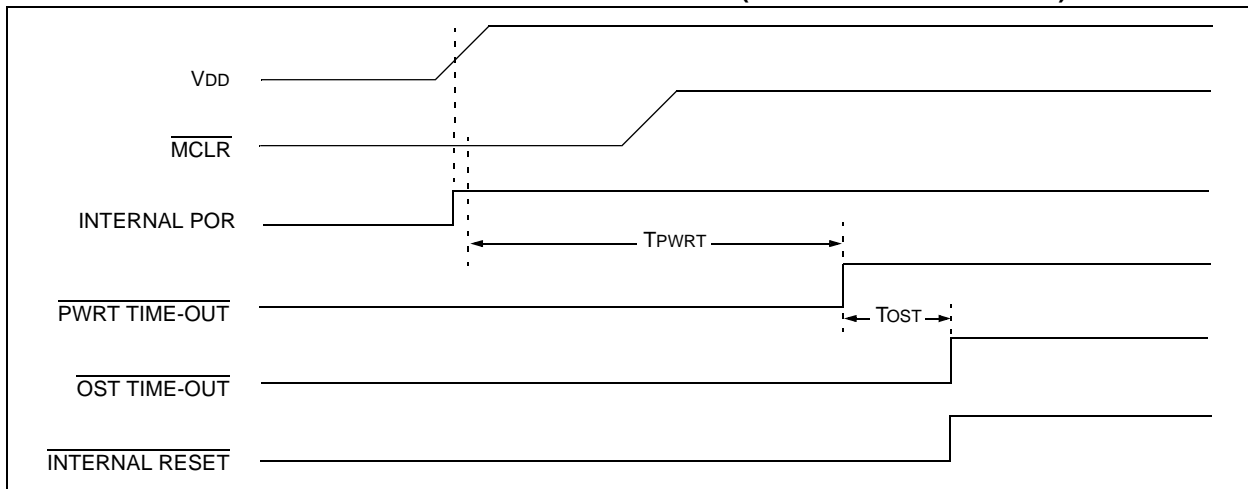 VDD
MCLR
INTERNAL POR
TPWRT
PWRT TIME-OUT
TOST
OST TIME-OUT
INTERNAL RESET